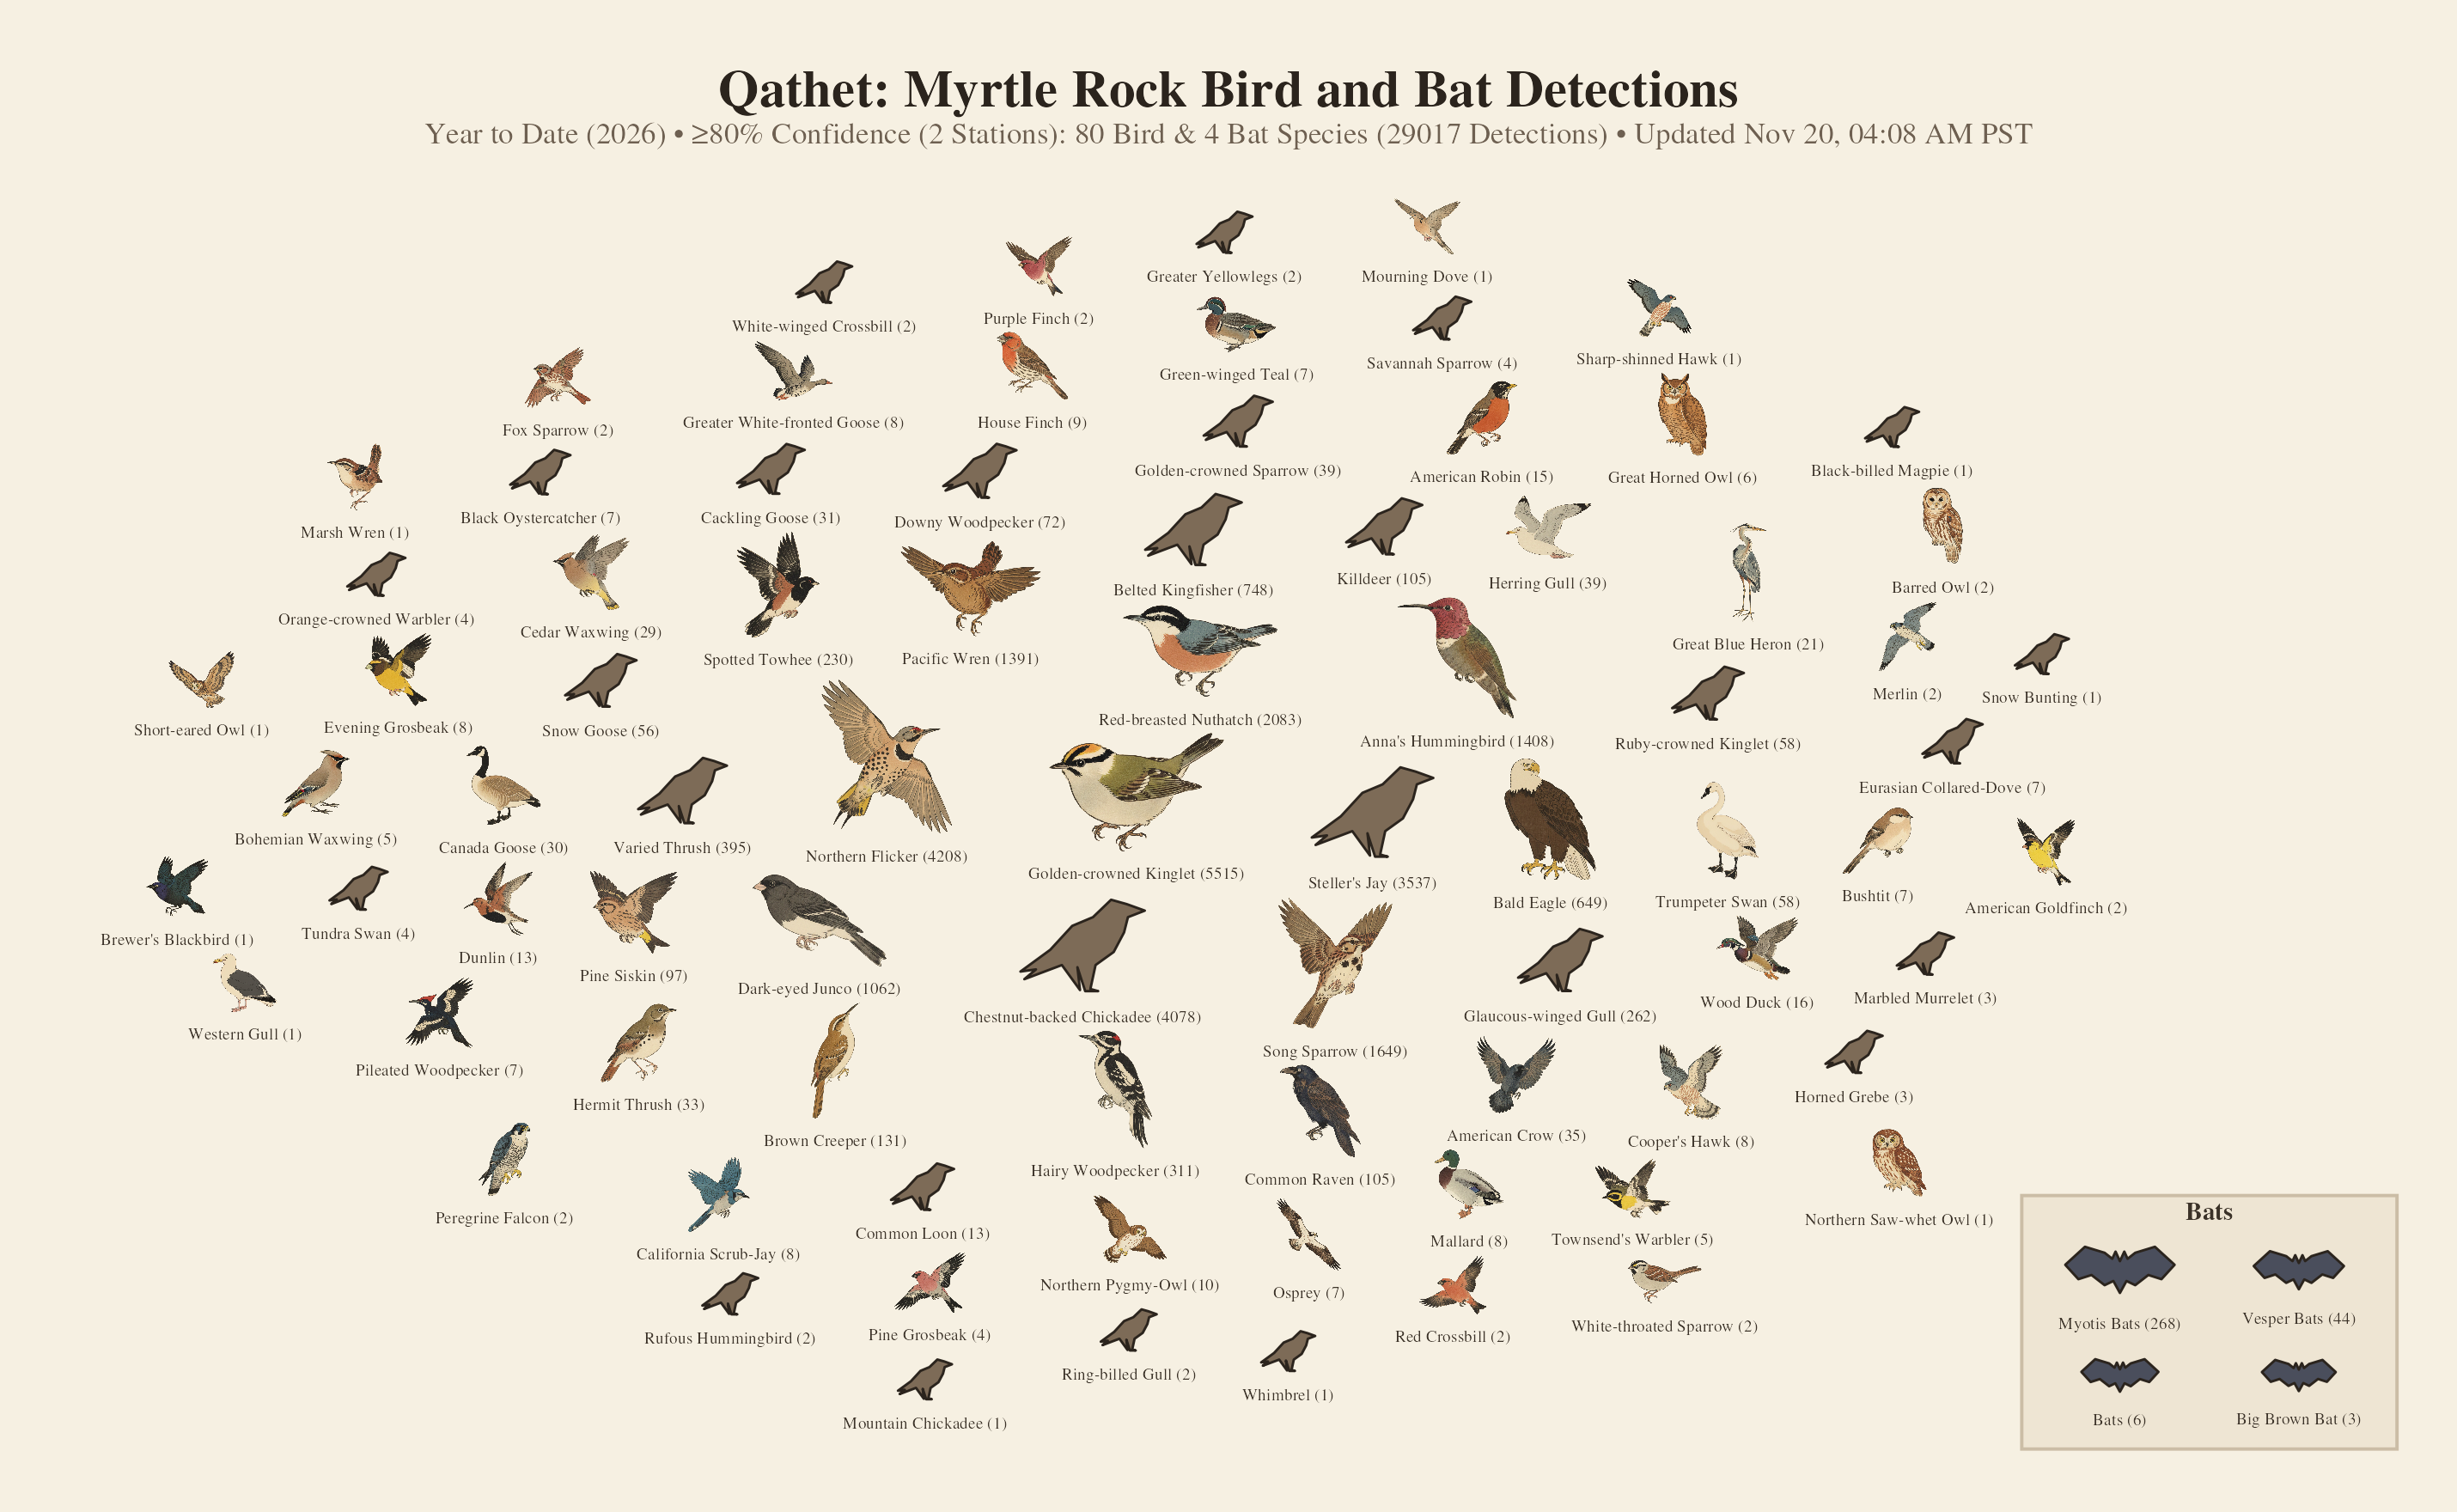 Qathet: Myrtle Rock Bird and Bat Detections
Year to Date (2026) • ≥80% Confidence (2 Stations): 80 Bird & 4 Bat Species (29017 Detections) • Updated Nov 20, 04:08 AM PST
Greater Yellowlegs (2)
Mourning Dove (1)
White-winged Crossbill (2)
Purple Finch (2)
Green-winged Teal (7)
Savannah Sparrow (4)
Sharp-shinned Hawk (1)
Fox Sparrow (2)
Greater White-fronted Goose (8)
House Finch (9)
Golden-crowned Sparrow (39)
American Robin (15)
Great Horned Owl (6)
Black-billed Magpie (1)
Marsh Wren (1)
Black Oystercatcher (7)
Cackling Goose (31)
Downy Woodpecker (72)
Belted Kingfisher (748)
Killdeer (105)
Herring Gull (39)
Barred Owl (2)
Orange-crowned Warbler (4)
Cedar Waxwing (29)
Spotted Towhee (230)
Pacific Wren (1391)
Great Blue Heron (21)
Merlin (2)
Snow Bunting (1)
Short-eared Owl (1)
Evening Grosbeak (8)
Snow Goose (56)
Red-breasted Nuthatch (2083)
Anna's Hummingbird (1408)
Ruby-crowned Kinglet (58)
Eurasian Collared-Dove (7)
Bohemian Waxwing (5)
Canada Goose (30)
Varied Thrush (395)
Northern Flicker (4208)
Golden-crowned Kinglet (5515)
Steller's Jay (3537)
Bald Eagle (649)
Trumpeter Swan (58)
Bushtit (7)
American Goldfinch (2)
Brewer's Blackbird (1)
Tundra Swan (4)
Dunlin (13)
Pine Siskin (97)
Dark-eyed Junco (1062)
Chestnut-backed Chickadee (4078)
Song Sparrow (1649)
Glaucous-winged Gull (262)
Wood Duck (16)
Marbled Murrelet (3)
Western Gull (1)
Pileated Woodpecker (7)
Hermit Thrush (33)
Brown Creeper (131)
Hairy Woodpecker (311)
Common Raven (105)
American Crow (35)
Cooper's Hawk (8)
Horned Grebe (3)
Peregrine Falcon (2)
California Scrub-Jay (8)
Common Loon (13)
Northern Pygmy-Owl (10)
Osprey (7)
Mallard (8)
Townsend's Warbler (5)
Northern Saw-whet Owl (1)
Rufous Hummingbird (2)
Pine Grosbeak (4)
Ring-billed Gull (2)
Whimbrel (1)
Red Crossbill (2)
White-throated Sparrow (2)
Mountain Chickadee (1)
Bats
Myotis Bats (268)
Vesper Bats (44)
Bats (6)
Big Brown Bat (3)